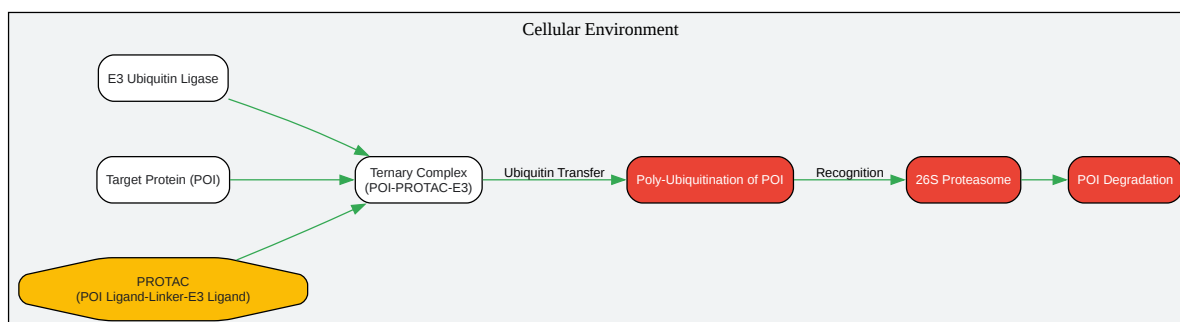 Cellular Environment
E3 Ubiquitin Ligase
Target Protein (POI)
PROTAC
(POI Ligand-Linker-E3 Ligand)
Ternary Complex
(POI-PROTAC-E3)
Ubiquitin Transfer
Poly-Ubiquitination of POI
Recognition
26S Proteasome
POI Degradation